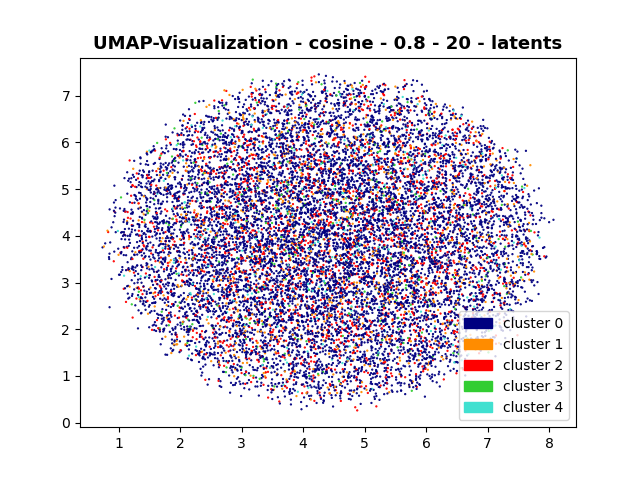 UMAP-Visualization - cosine - 0.8 - 20 - latents
7
6
5
4
3
2
1
0
1 2 3 4 5 6 7 8
cluster 0
cluster 1
cluster 2
cluster 3
cluster 4